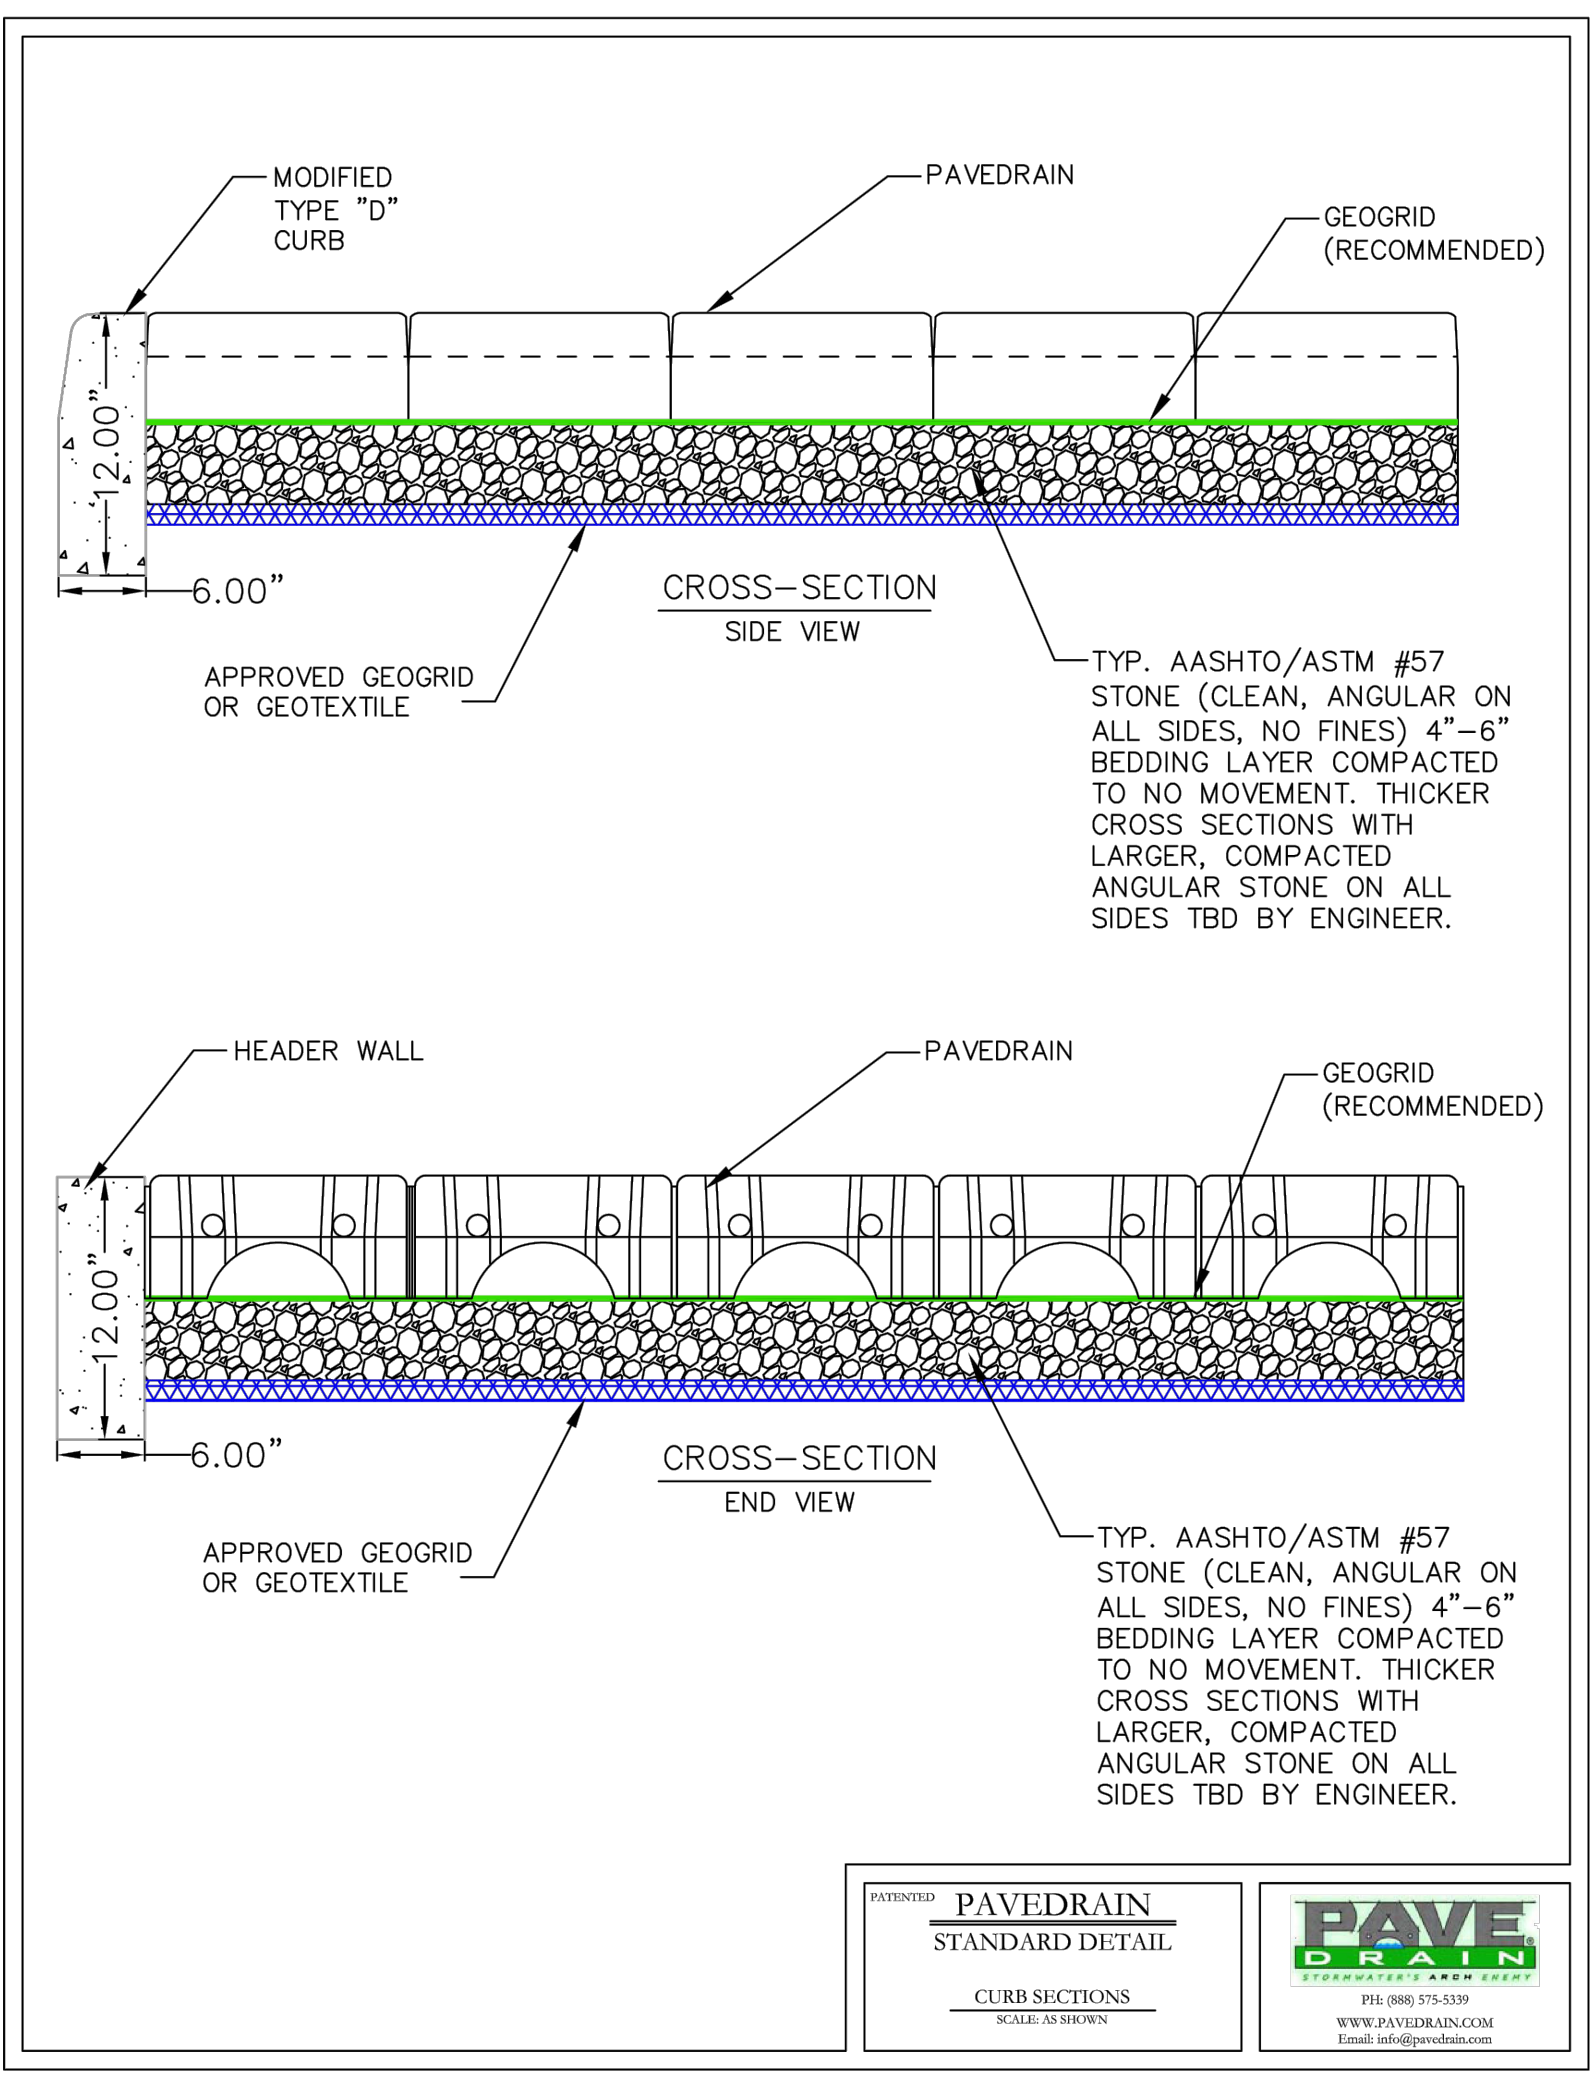 MODIFIED
TYPE "D"
CURB
PAVEDRAIN
GEOGRID
(RECOMMENDED)
12.00"
6.00"
CROSS-SECTION
SIDE VIEW
APPROVED GEOGRID
OR GEOTEXTILE
TYP. AASHTO/ASTM #57
STONE (CLEAN, ANGULAR ON
ALL SIDES, NO FINES) 4"-6"
BEDDING LAYER COMPACTED
TO NO MOVEMENT. THICKER
CROSS SECTIONS WITH
LARGER, COMPACTED
ANGULAR STONE ON ALL
SIDES TBD BY ENGINEER.
HEADER WALL
PAVEDRAIN
GEOGRID
(RECOMMENDED)
12.00"
6.00"
CROSS-SECTION
END VIEW
APPROVED GEOGRID
OR GEOTEXTILE
TYP. AASHTO/ASTM #57
STONE (CLEAN, ANGULAR ON
ALL SIDES, NO FINES) 4"-6"
BEDDING LAYER COMPACTED
TO NO MOVEMENT. THICKER
CROSS SECTIONS WITH
LARGER, COMPACTED
ANGULAR STONE ON ALL
SIDES TBD BY ENGINEER.
PATENTED
PAVEDRAIN
STANDARD DETAIL
CURB SECTIONS
SCALE: AS SHOWN
PAVE
DRAIN®
STORMWATER'S ARCH ENEMY
PH: (888) 575-5339
WWW.PAVEDRAIN.COM
Email: info@pavedrain.com